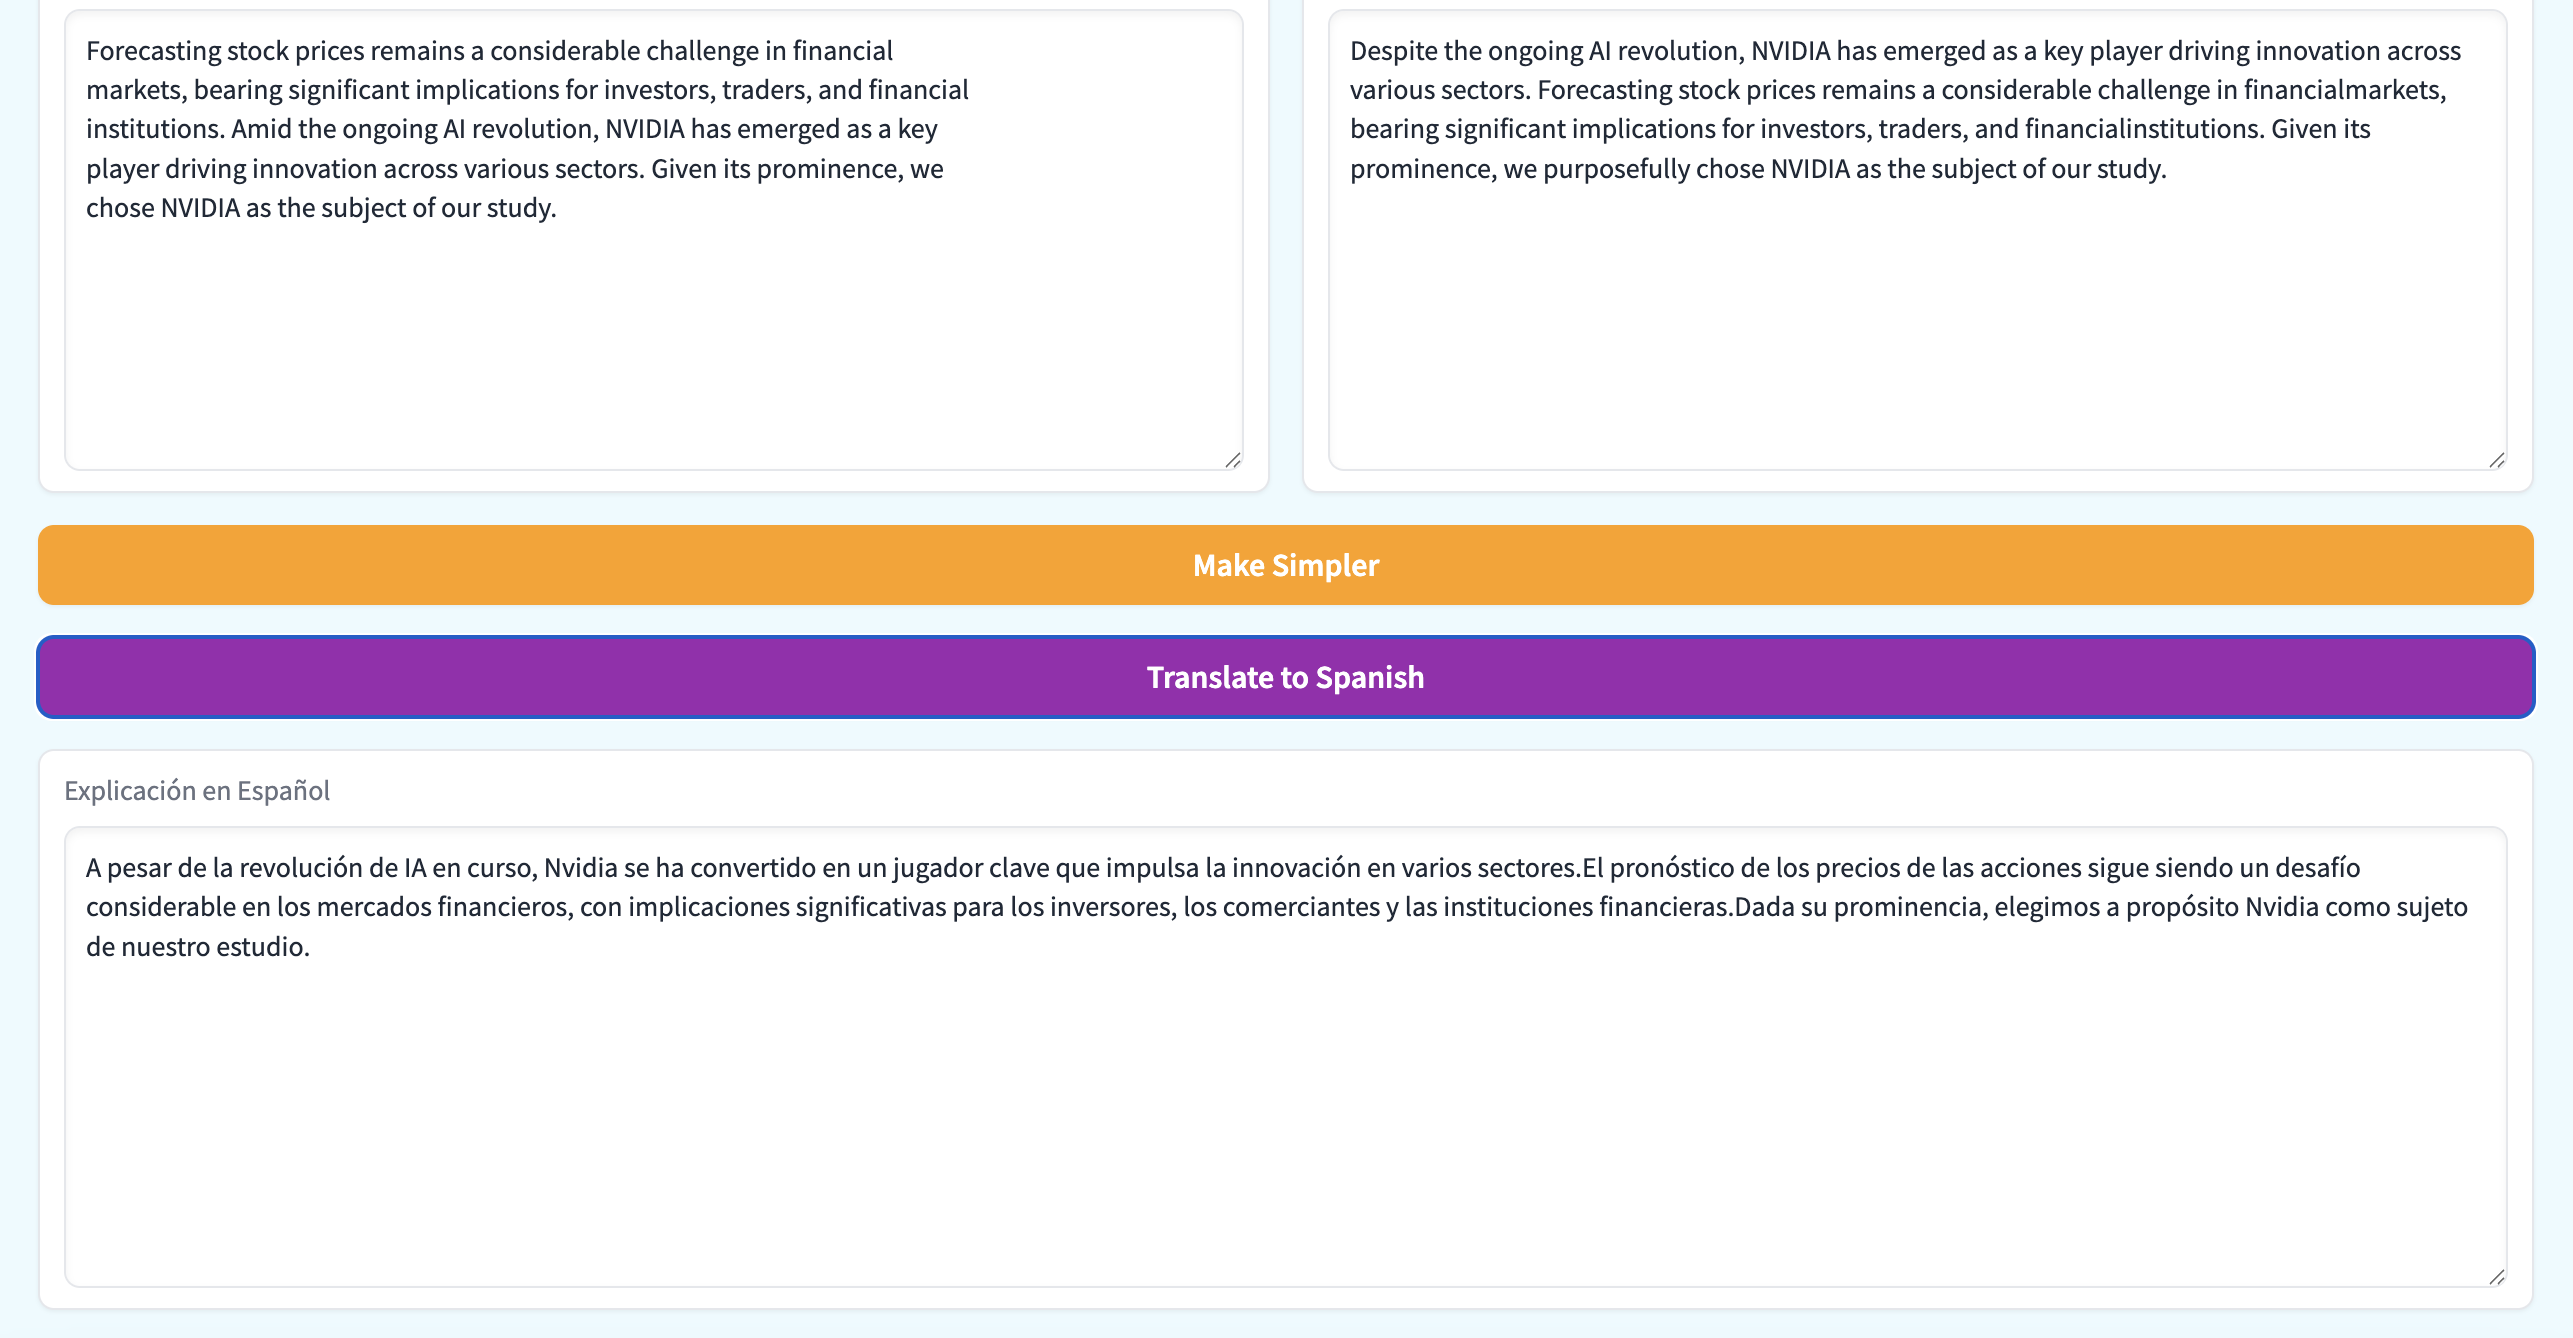 Forecasting stock prices remains a considerable challenge in financial
markets, bearing significant implications for investors, traders, and financial
institutions. Amid the ongoing AI revolution, NVIDIA has emerged as a key
player driving innovation across various sectors. Given its prominence, we
chose NVIDIA as the subject of our study.
Despite the ongoing AI revolution, NVIDIA has emerged as a key player driving innovation across
various sectors. Forecasting stock prices remains a considerable challenge in financialmarkets,
bearing significant implications for investors, traders, and financialinstitutions. Given its
prominence, we purposefully chose NVIDIA as the subject of our study.
Make Simpler
Translate to Spanish
Explicación en Español
A pesar de la revolución de IA en curso, Nvidia se ha convertido en un jugador clave que impulsa la innovación en varios sectores.El pronóstico de los precios de las acciones sigue siendo un desafío
considerable en los mercados financieros, con implicaciones significativas para los inversores, los comerciantes y las instituciones financieras.Dada su prominencia, elegimos a propósito Nvidia como sujeto
de nuestro estudio.